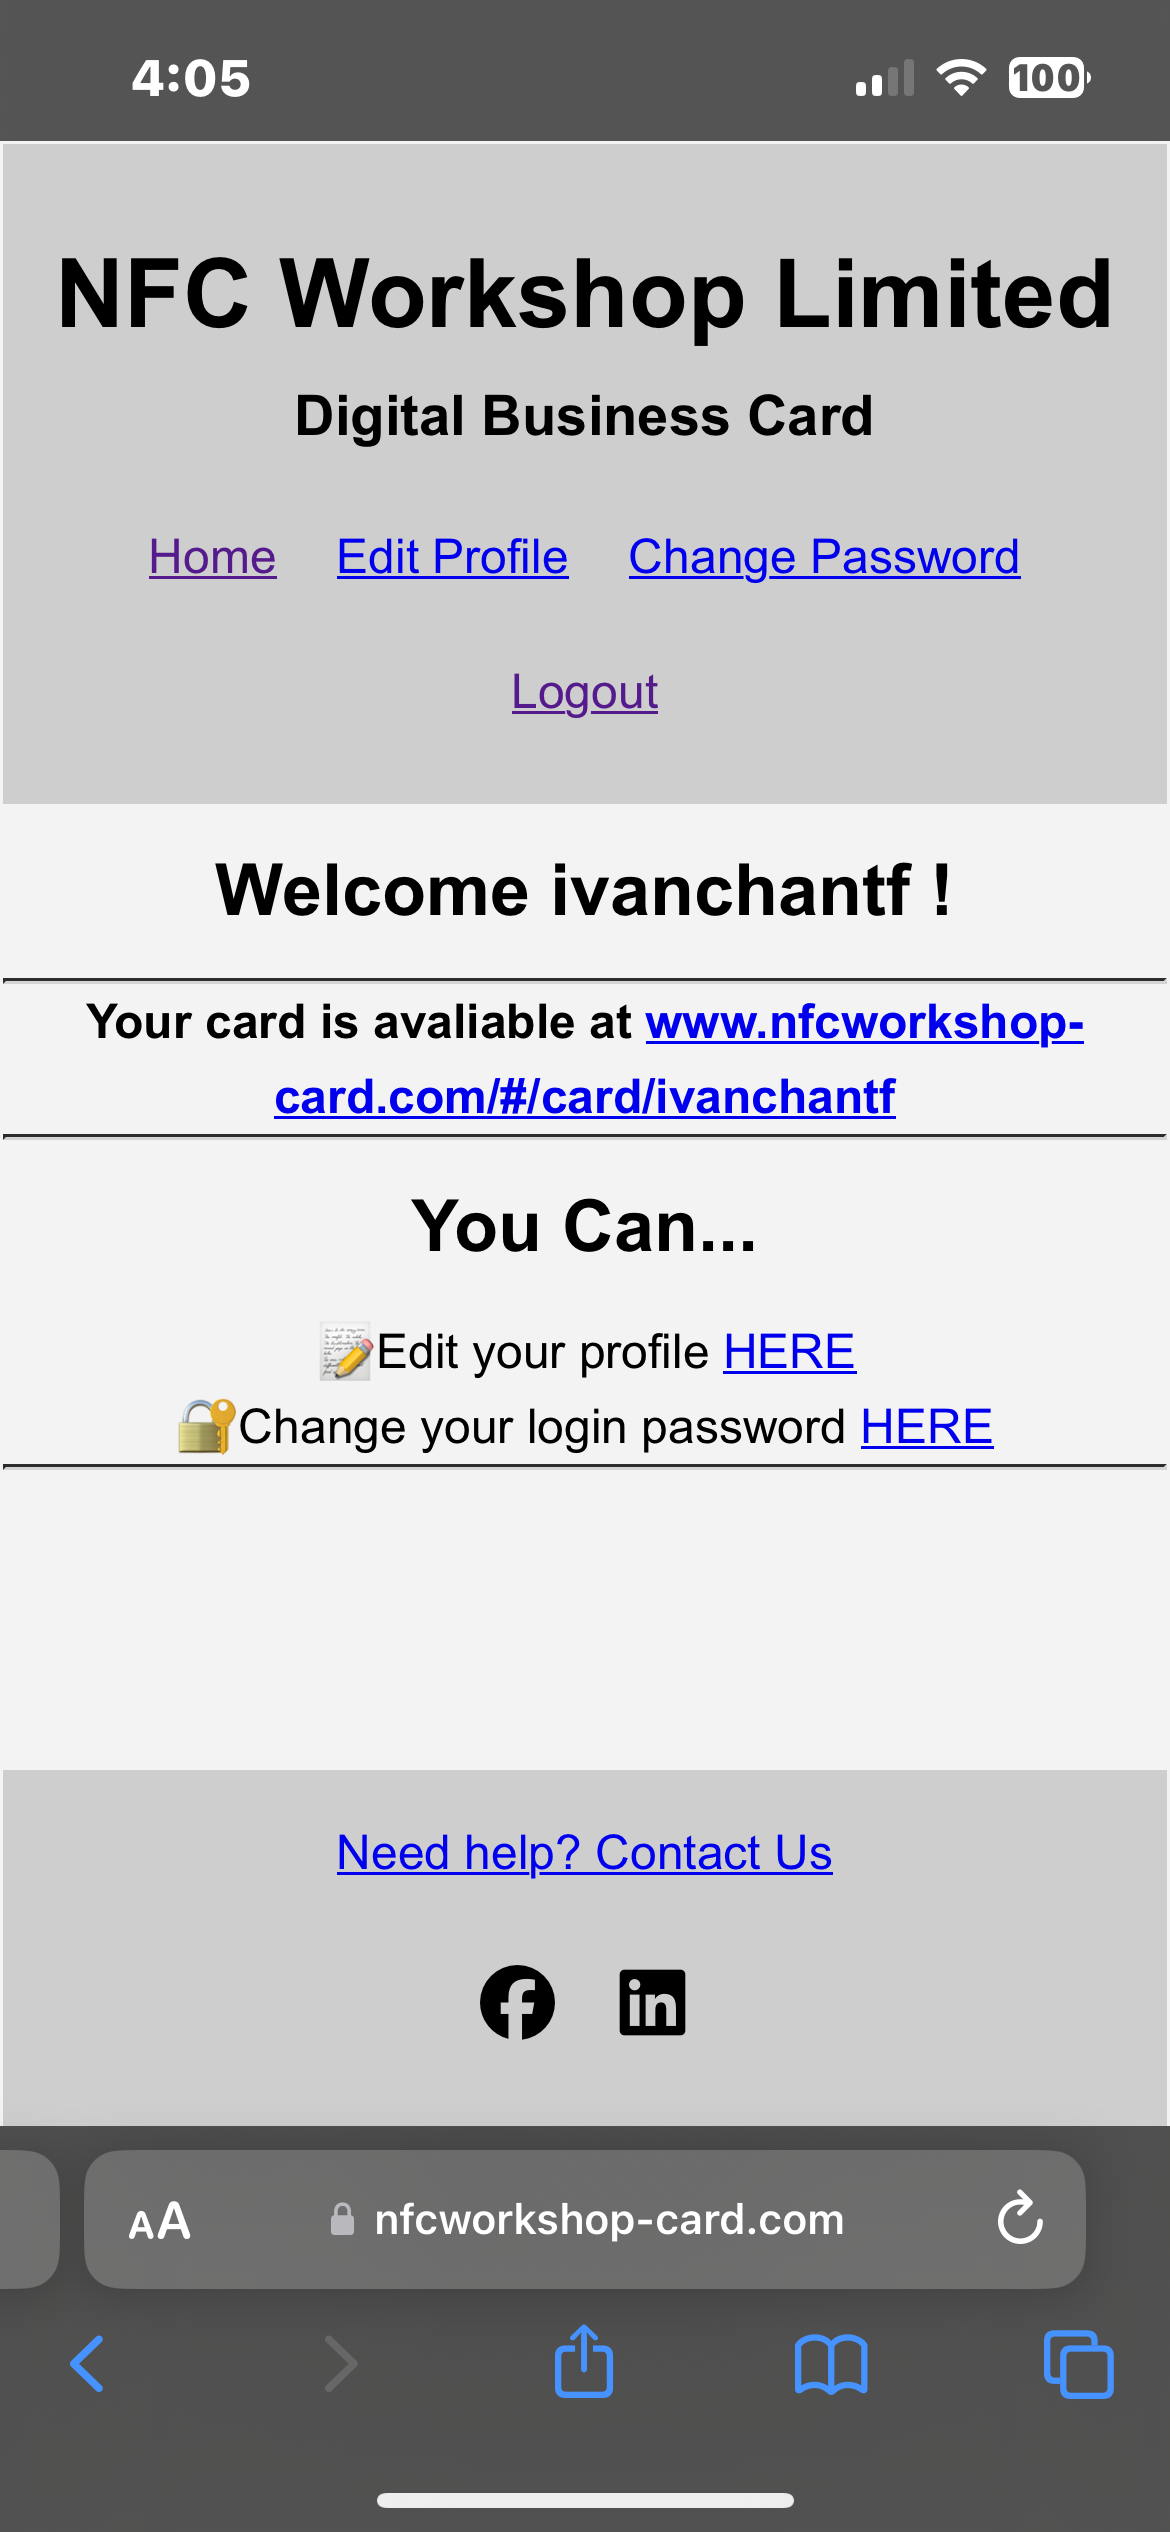 4:05
100
NFC Workshop Limited
Digital Business Card
Home Edit Profile Change Password
Logout
Welcome ivanchantf !
Your card is avaliable at www.nfcworkshop-
card.com/#/card/ivanchantf
You Can...
Edit your profile HERE
Change your login password HERE
Need help? Contact Us
AA nfcworkshop-card.com